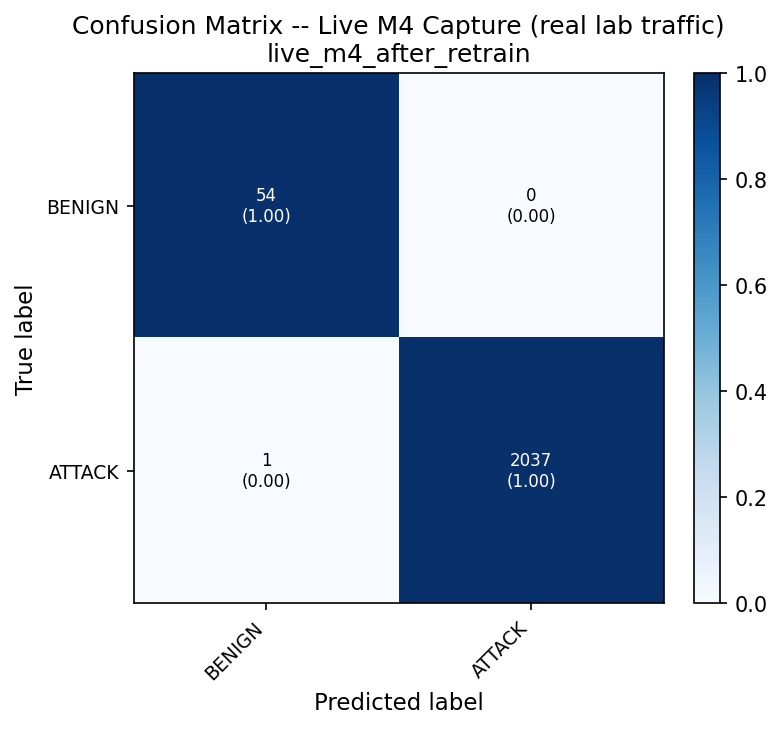 Confusion Matrix -- Live M4 Capture (real lab traffic)
live_m4_after_retrain
1.0
0.8
0.6
0.4
0.2
0.0
True label
BENIGN
54
(1.00)
0
(0.00)
ATTACK
1
(0.00)
2037
(1.00)
BENIGN
ATTACK
Predicted label